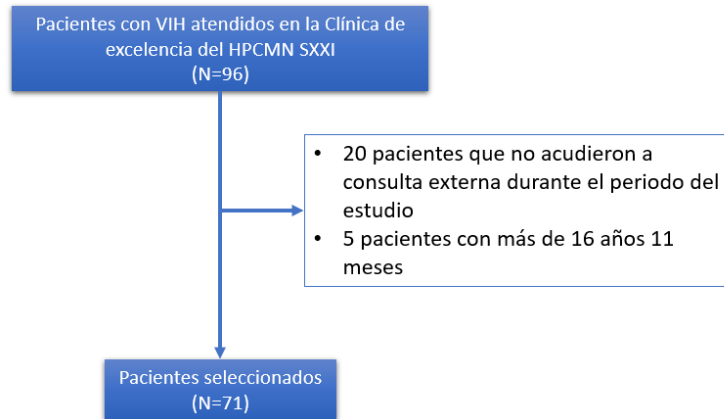 Pacientes con VIH atendidos en la Clínica de
excelencia del HPCMN SXXI
(N=96)
• 20 pacientes que no acudieron a
consulta externa durante el periodo del
estudio
• 5 pacientes con más de 16 años 11
meses
Pacientes seleccionados
(N=71)